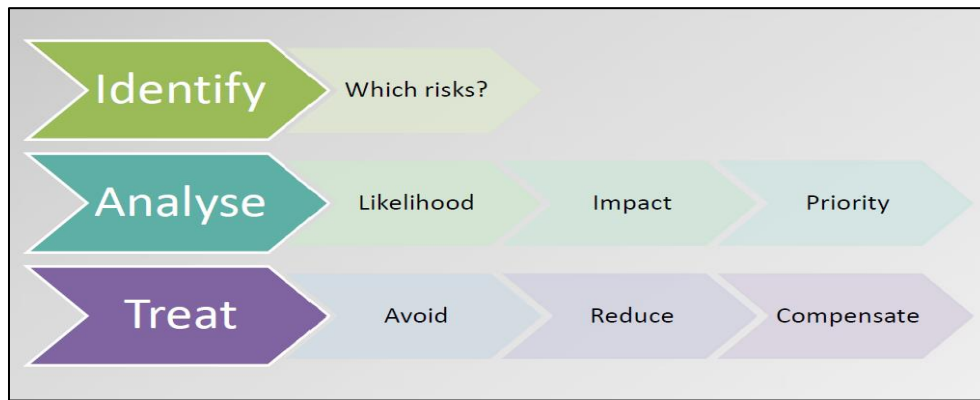 Identify
Which risks?
Analyse
Likelihood
Impact
Priority
Treat
Avoid
Reduce
Compensate